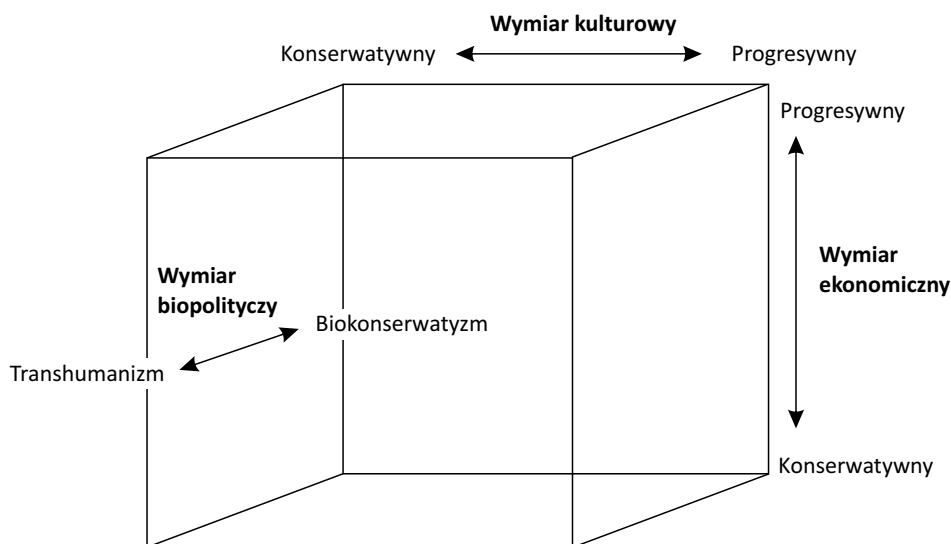 Wymiar kulturowy
Konserwatywny
Progresywny
Progresywny
Wymiar
ekonomiczny
Wymiar
biopolityczy
Biokonserwatyzm
Transhumanizm
Konserwatywny